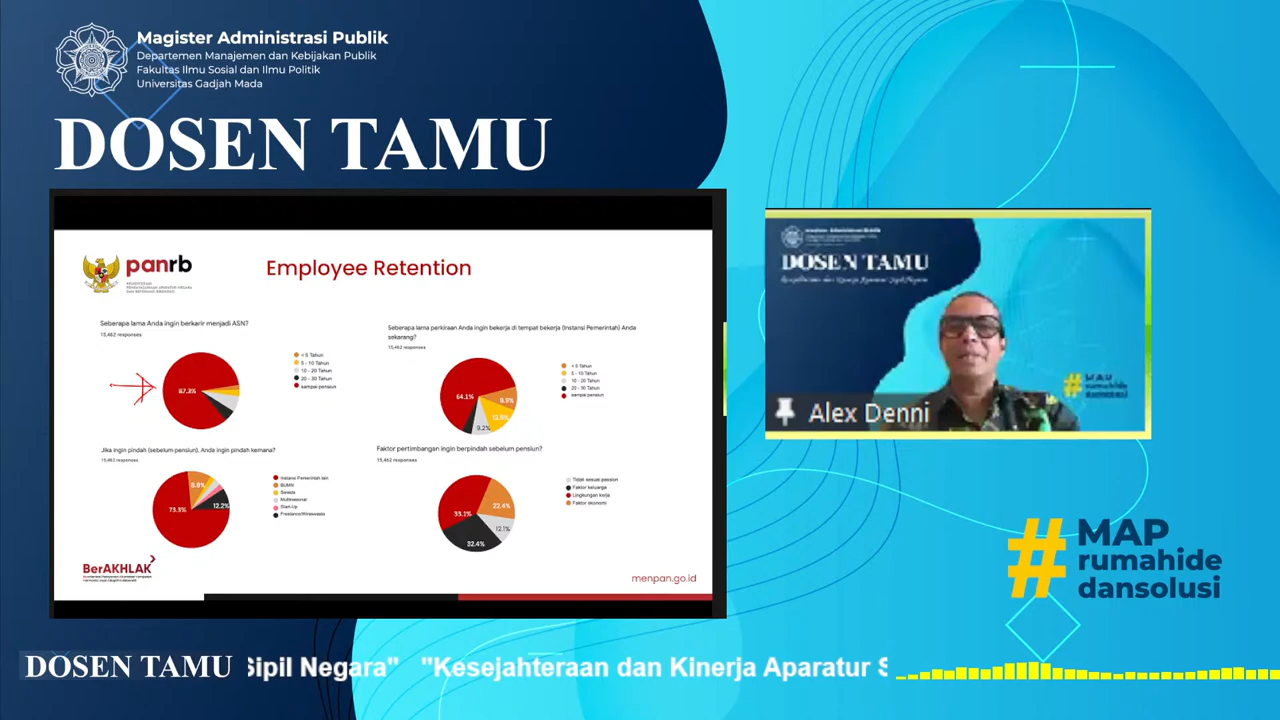 Magister Administrasi Publik
Departemen Manajemen dan Kebijakan Publik
Fakultas Ilmu Sosial dan Ilmu Politik
Universitas Gadjah Mada
DOSEN TAMU
panrb
Employee Retention
Seberapa lama Anda ingin berkarir menjadi ASN?
15,462 responses
87.3%
< 5 Tahun
5 - 10 Tahun
10 - 20 Tahun
20 - 30 Tahun
sampai pensiun
Seberapa lama perkiraan Anda ingin bekerja di tempat bekerja (Instansi Pemerintah) Anda
sekarang?
15,462 responses
64.1%
9.2%
< 5 Tahun
5 - 10 Tahun
10 - 20 Tahun
20 - 30 Tahun
sampai pensiun
Jika ingin pindah (sebelum pensiun), Anda ingin pindah kemana?
15,462 responses
73.3%
12.2%
Instansi Pemerintah lain
BUMN
Swasta
Multinasional
Start-Up
Freelance/Wiraswasta
Faktor pertimbangan ingin berpindah sebelum pensiun?
15,462 responses
33.1%
22.4%
12.1%
32.4%
Tidak sesuai passion
Faktor keluarga
Lingkungan kerja
Faktor ekonomi
BerAKHLAK
menpan.go.id
DOSEN TAMU
Alex Denni
# MAP
rumahide
dansolusi
DOSEN TAMU
Sipil Negara" "Kesejahteraan dan Kinerja Aparatur S